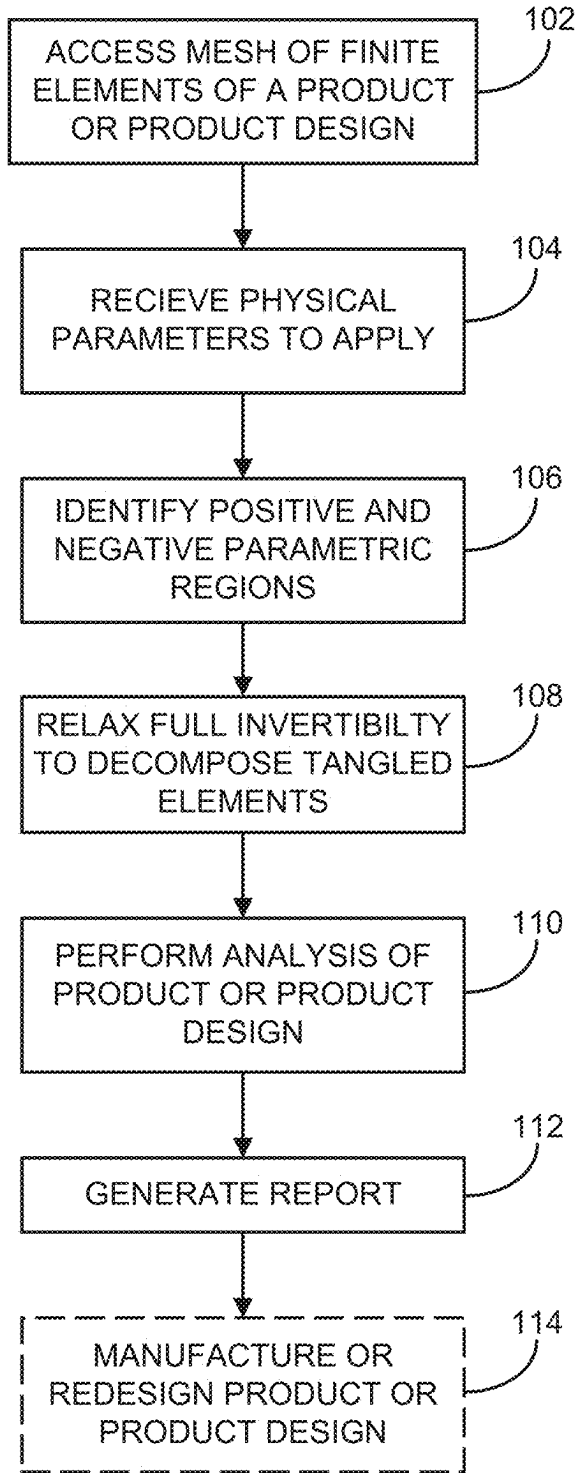 102
ACCESS MESH OF FINITE
ELEMENTS OF A PRODUCT
OR PRODUCT DESIGN
104
RECIEVE PHYSICAL
PARAMETERS TO APPLY
106
IDENTIFY POSITIVE AND
NEGATIVE PARAMETRIC
REGIONS
108
RELAX FULL INVERTIBILTY
TO DECOMPOSE TANGLED
ELEMENTS
110
PERFORM ANALYSIS OF
PRODUCT OR PRODUCT
DESIGN
112
GENERATE REPORT
114
MANUFACTURE OR
REDESIGN PRODUCT OR
PRODUCT DESIGN